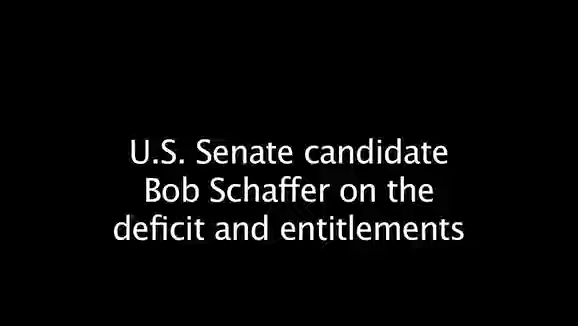 U.S. Senate candidate
Bob Schaffer on the
deficit and entitlements